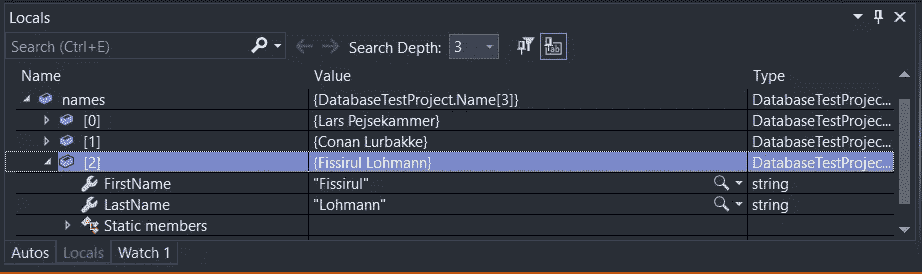 Locals
Search (Ctrl+E) Search Depth: 3
Name Value Type
names {DatabaseTestProject.Name[3]} DatabaseTestProjec...
[0] {Lars Pejsekammer} DatabaseTestProjec...
[1] {Conan Lurbakke} DatabaseTestProjec...
[2] {Fissirul Lohmann} DatabaseTestProjec...
FirstName "Fissirul" string
LastName "Lohmann" string
Static members
Autos Locals Watch 1